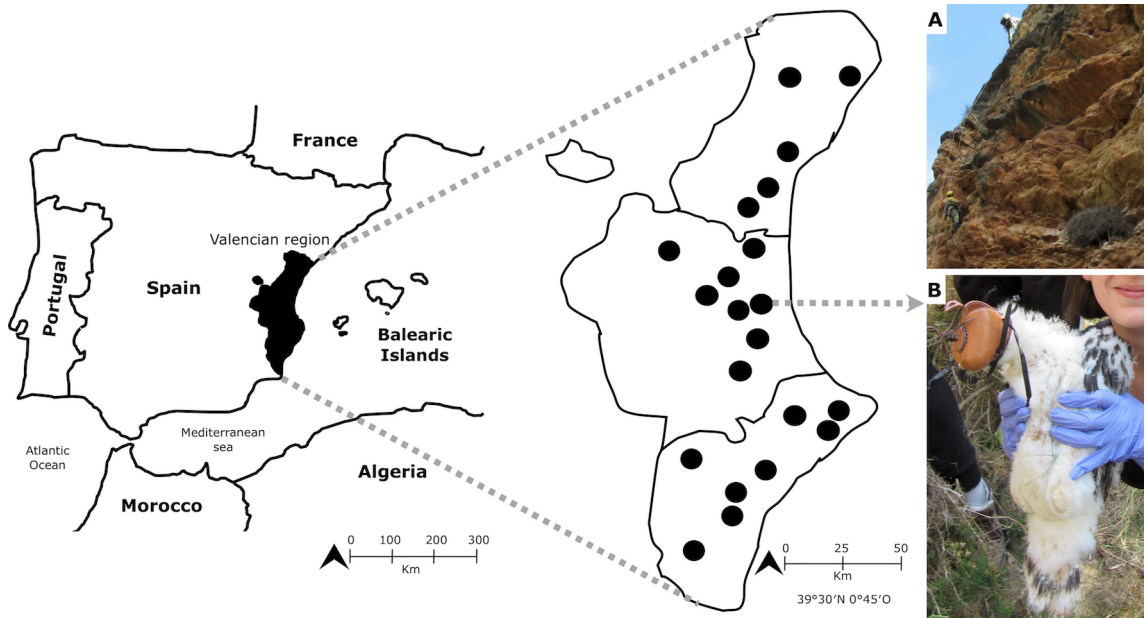 France
Valencian region
Portugal
Spain
Balearic
Islands
Mediterranean
sea
Atlantic
Ocean
Algeria
Morocco
0 100 200 300
Km
0 25 50
Km
39°30'N 0°45'O
A
B